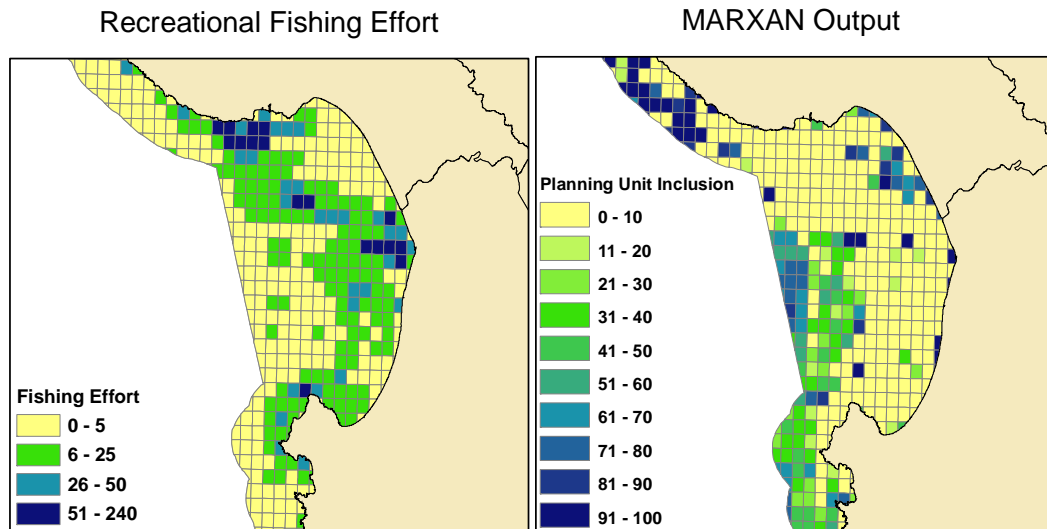 Recreational Fishing Effort
MARXAN Output
Fishing Effort
0 - 5
6 - 25
26 - 50
51 - 240
Planning Unit Inclusion
0 - 10
11 - 20
21 - 30
31 - 40
41 - 50
51 - 60
61 - 70
71 - 80
81 - 90
91 - 100